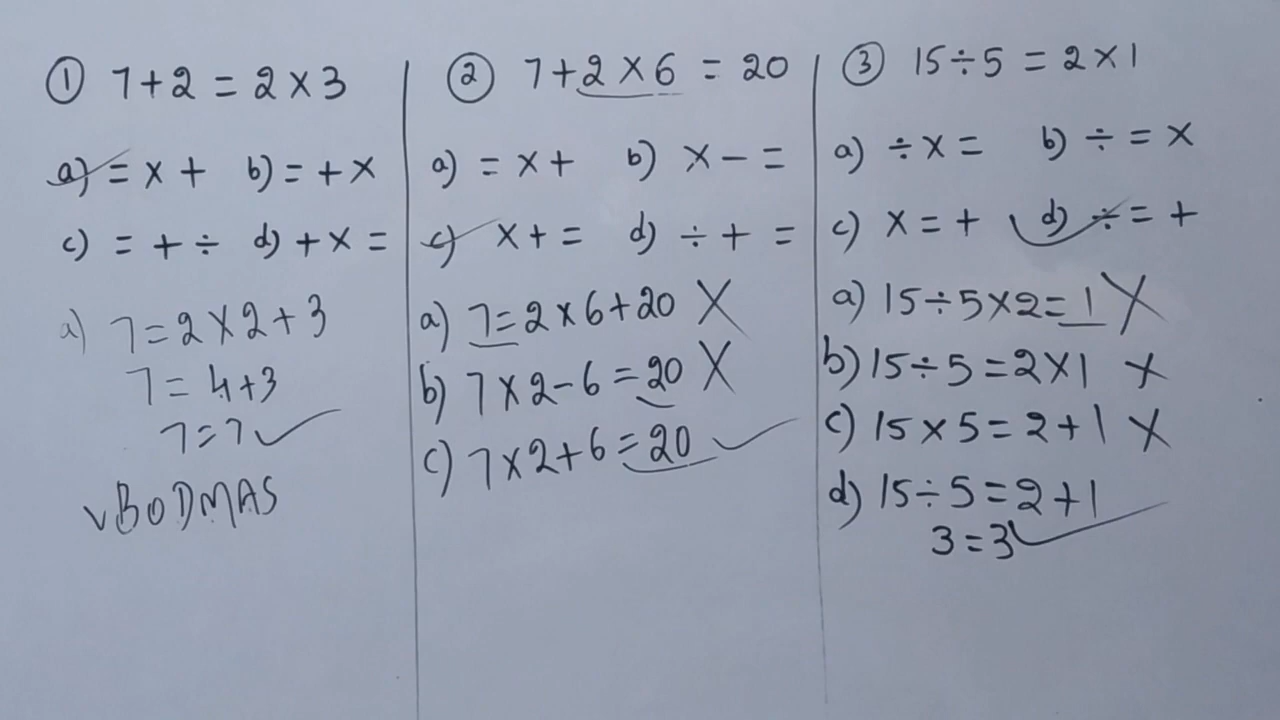 ① 7+2 = 2×3
a) = × + b) = + ×
c) = + ÷ d) + × =
a) 7=2×2+3
7 = 4+3
7=7✓
✓BODMAS
② 7+2×6 = 20
a) = × + b) × − =
c) × + = d) ÷ + =
a) 7=2×6+20 X
b) 7×2−6=20 X
c) 7×2+6=20 ✓
③ 15÷5 = 2×1
a) ÷ × = b) ÷ = ×
c) × = + d) ÷ = +
a) 15÷5×2=1 X
b) 15÷5=2×1 X
c) 15×5=2+1 X
d) 15÷5=2+1
3=3✓